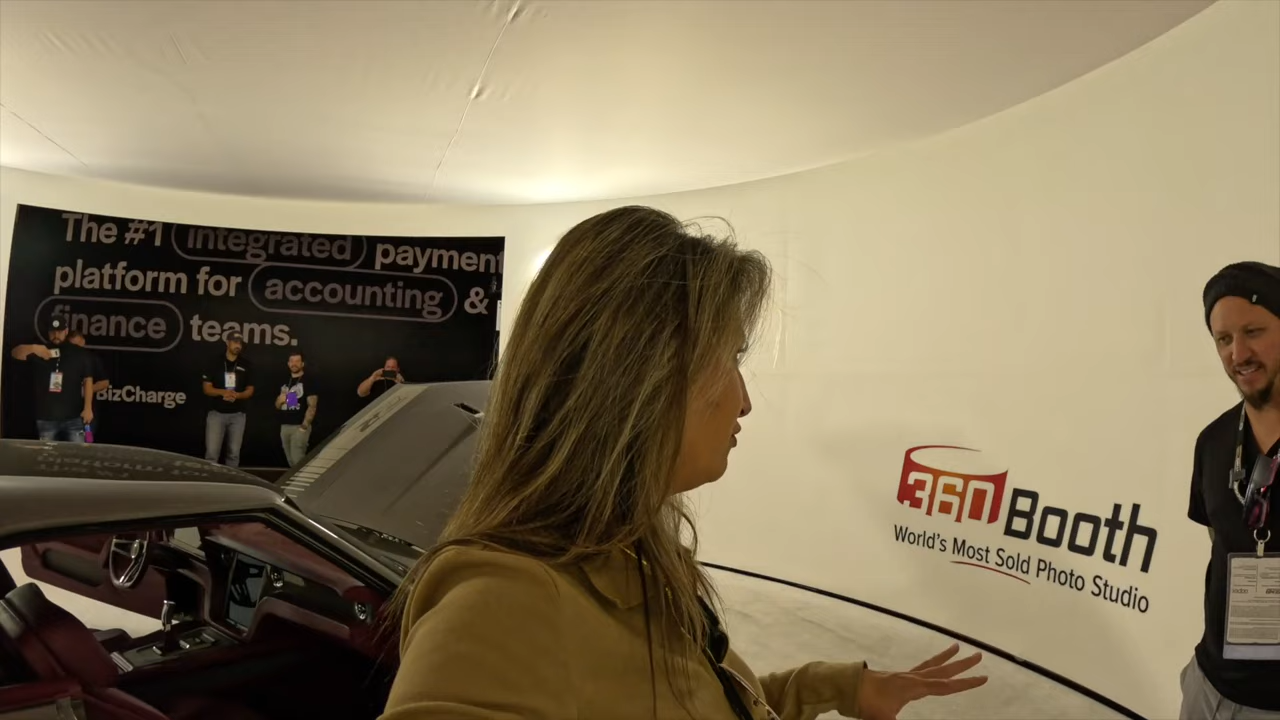 The #1 integrated payment
platform for accounting &
finance teams.
BizCharge
360 Booth
World's Most Sold Photo Studio